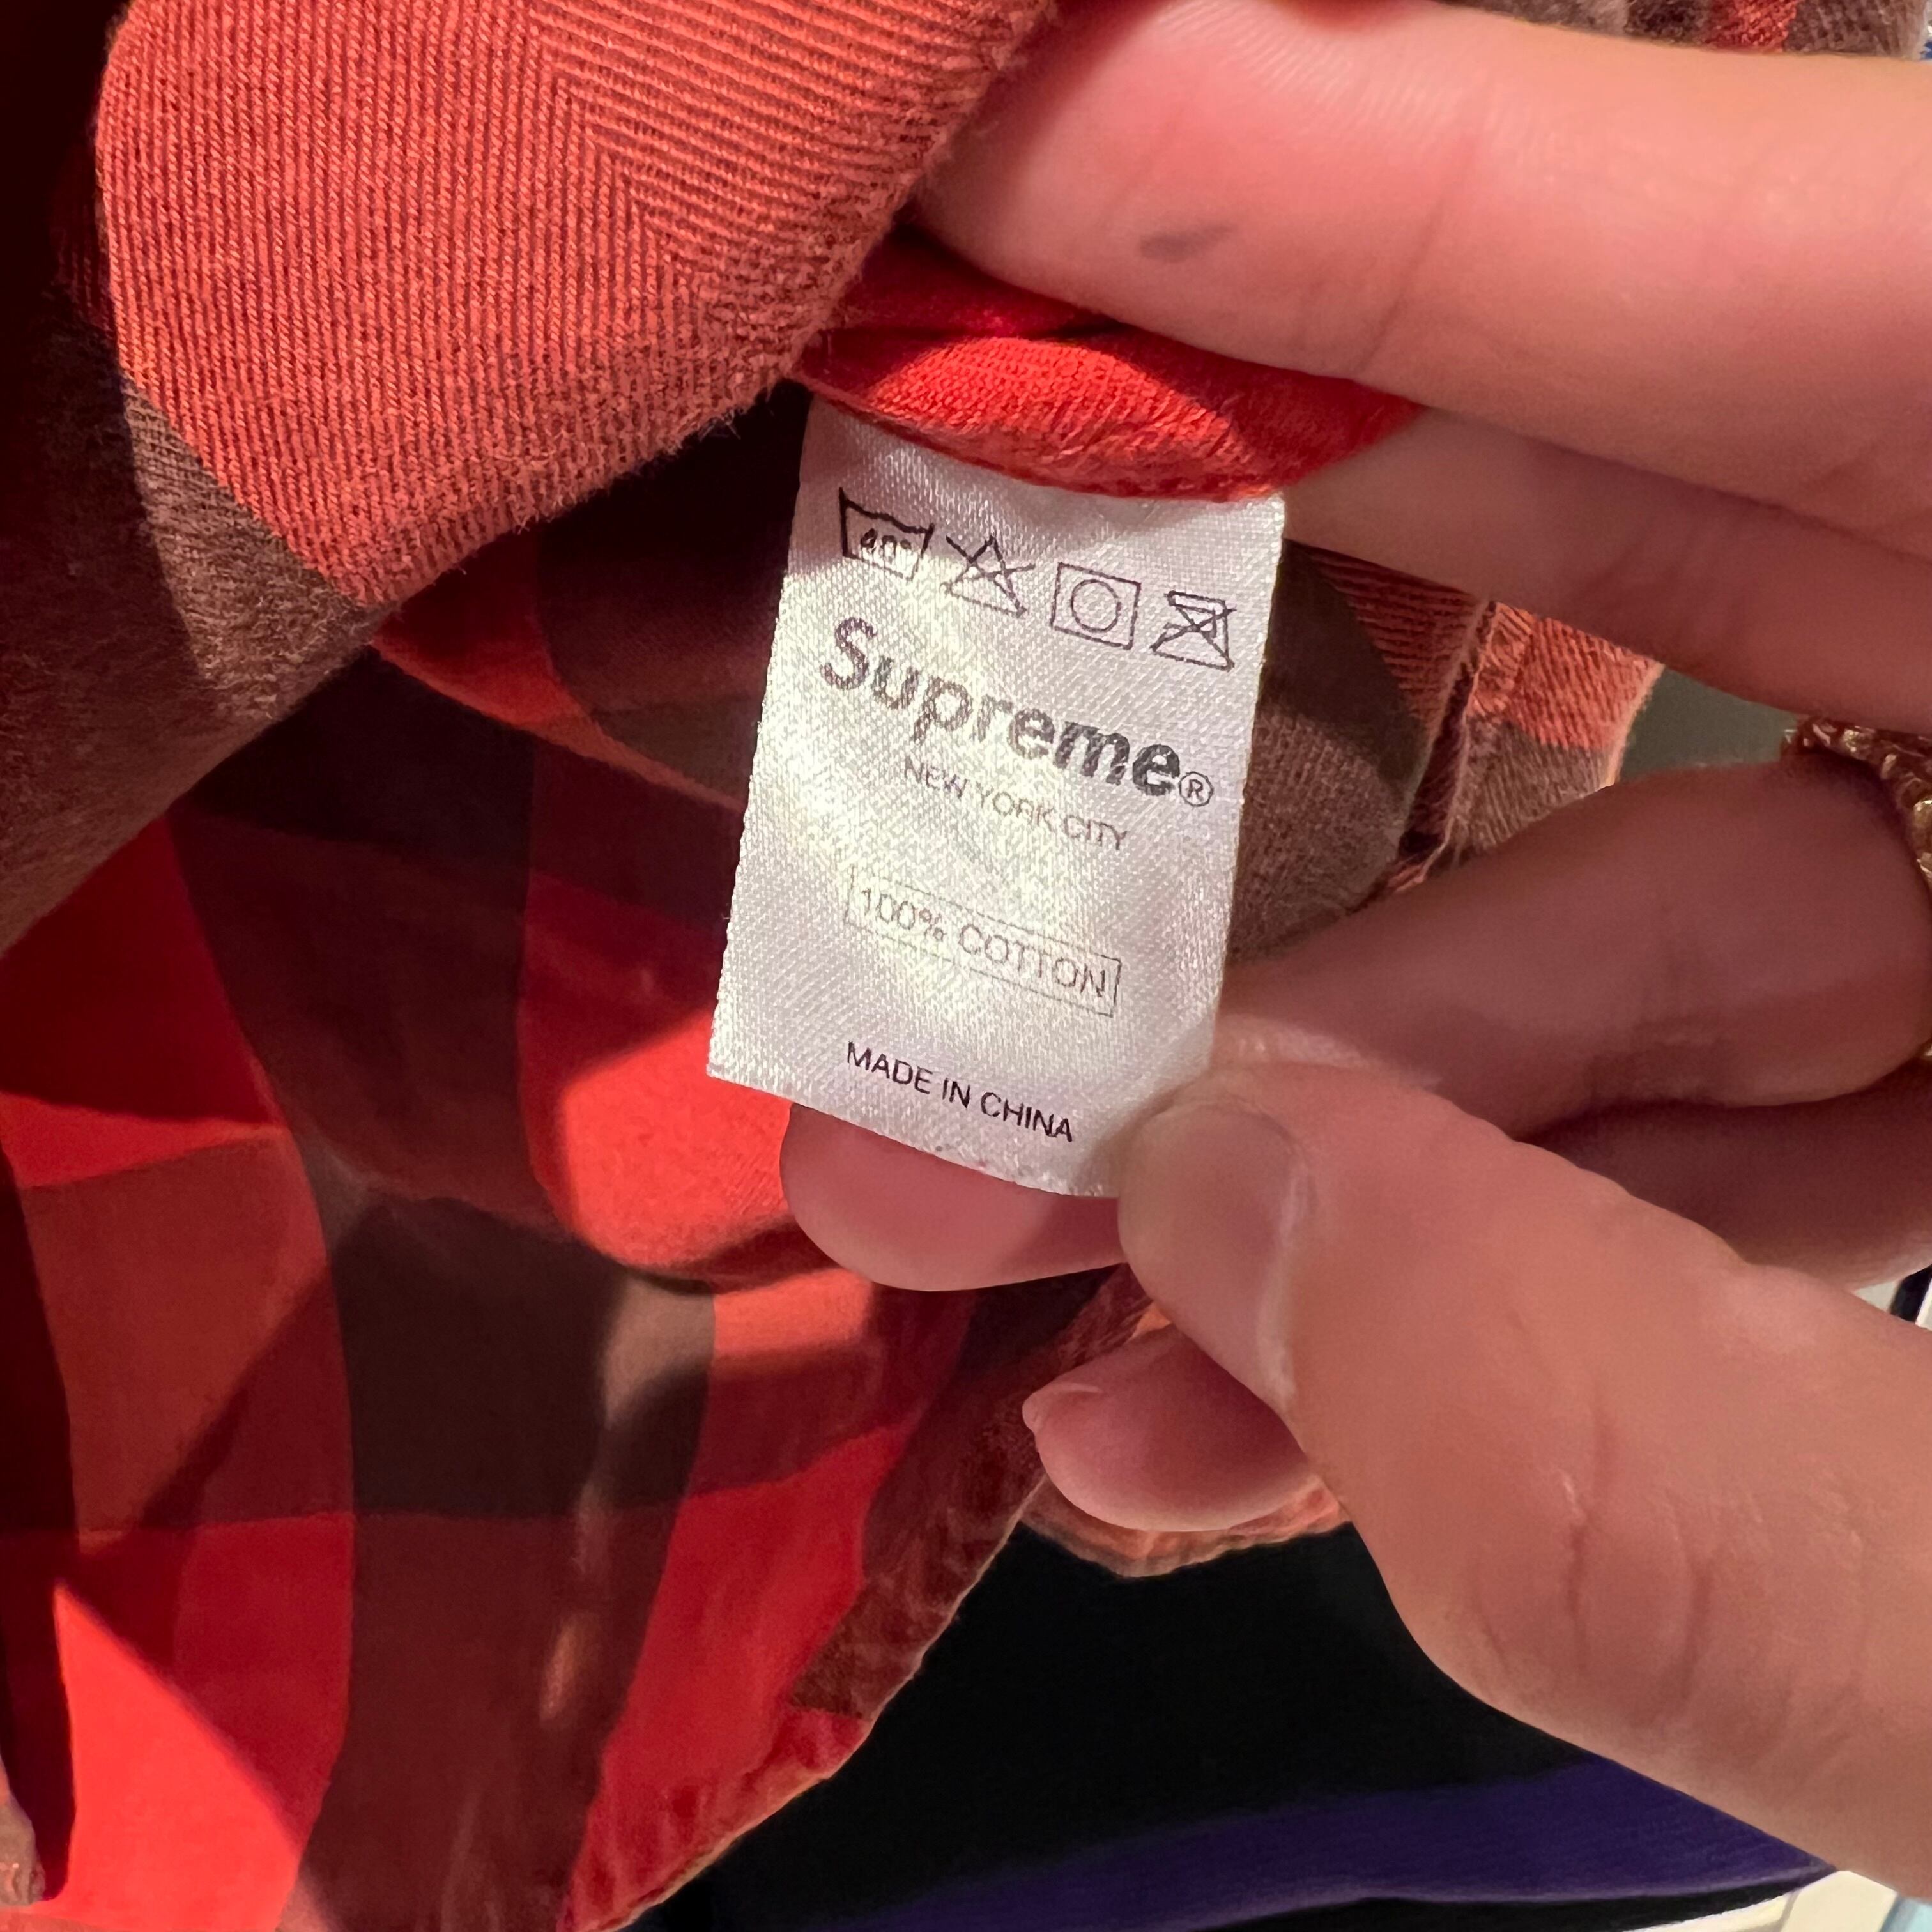 40°
Supreme®
NEW YORK CITY
100% COTTON
MADE IN CHINA